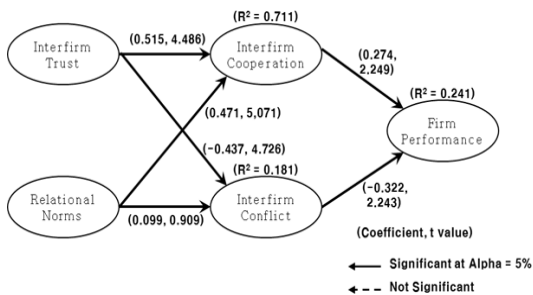 (R² = 0.711)
Interfirm
Trust
(0.515, 4.486)
Interfirm
Cooperation
(0.274,
2.249)
(R² = 0.241)
(0.471, 5,071)
Firm
Performance
(-0.437, 4.726)
(R² = 0.181)
Relational
Norms
Interfirm
Conflict
(-0.322,
2.243)
(0.099, 0.909)
(Coefficient, t value)
Significant at Alpha = 5%
Not Significant